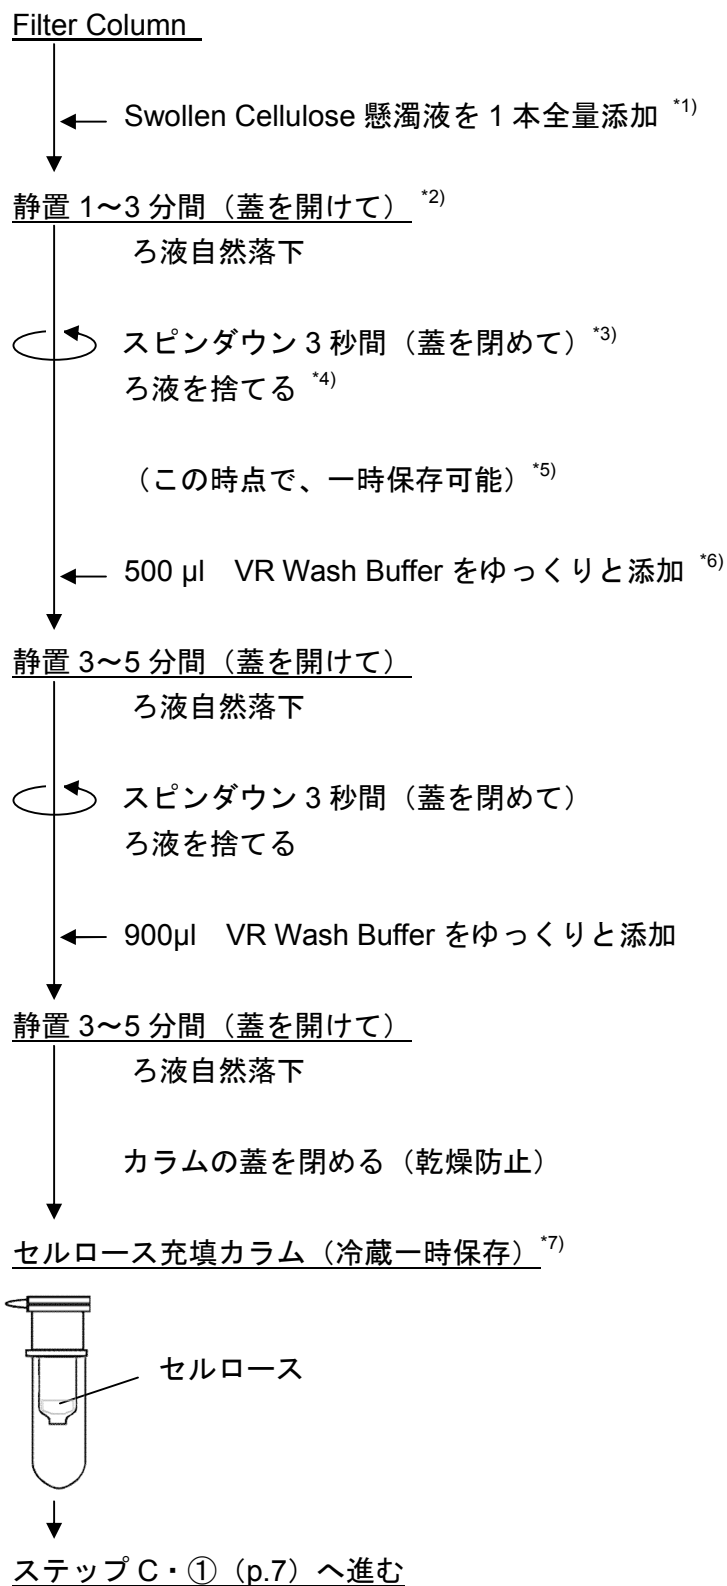 Filter Column
Swollen Cellulose 懸濁液を 1 本全量添加 *1)
静置 1～3 分間（蓋を開けて） *2)
ろ液自然落下
スピンダウン 3 秒間（蓋を閉めて） *3)
ろ液を捨てる *4)
（この時点で、一時保存可能） *5)
500 µl　VR Wash Buffer をゆっくりと添加 *6)
静置 3～5 分間（蓋を開けて）
ろ液自然落下
スピンダウン 3 秒間（蓋を閉めて）
ろ液を捨てる
900µl　VR Wash Buffer をゆっくりと添加
静置 3～5 分間（蓋を開けて）
ろ液自然落下
カラムの蓋を閉める（乾燥防止）
セルロース充填カラム（冷蔵一時保存） *7)
セルロース
ステップ C・①（p.7）へ進む